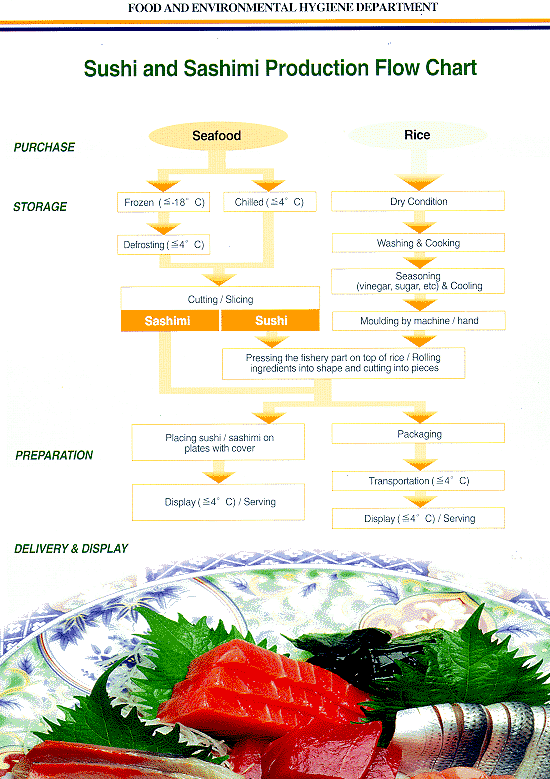 FOOD AND ENVIRONMENTAL HYGIENE DEPARTMENT
Sushi and Sashimi Production Flow Chart
PURCHASE
Seafood
Rice
STORAGE
Frozen (≦-18° C)
Chilled (≦4° C)
Dry Condition
Defrosting (≦4° C)
Washing & Cooking
Cutting / Slicing
Seasoning
(vinegar, sugar, etc) & Cooling
Sashimi
Sushi
Moulding by machine / hand
Pressing the fishery part on top of rice / Rolling
ingredients into shape and cutting into pieces
PREPARATION
Placing sushi / sashimi on
plates with cover
Packaging
Display (≦4° C) / Serving
Transportation (≦4° C)
Display (≦4° C) / Serving
DELIVERY & DISPLAY